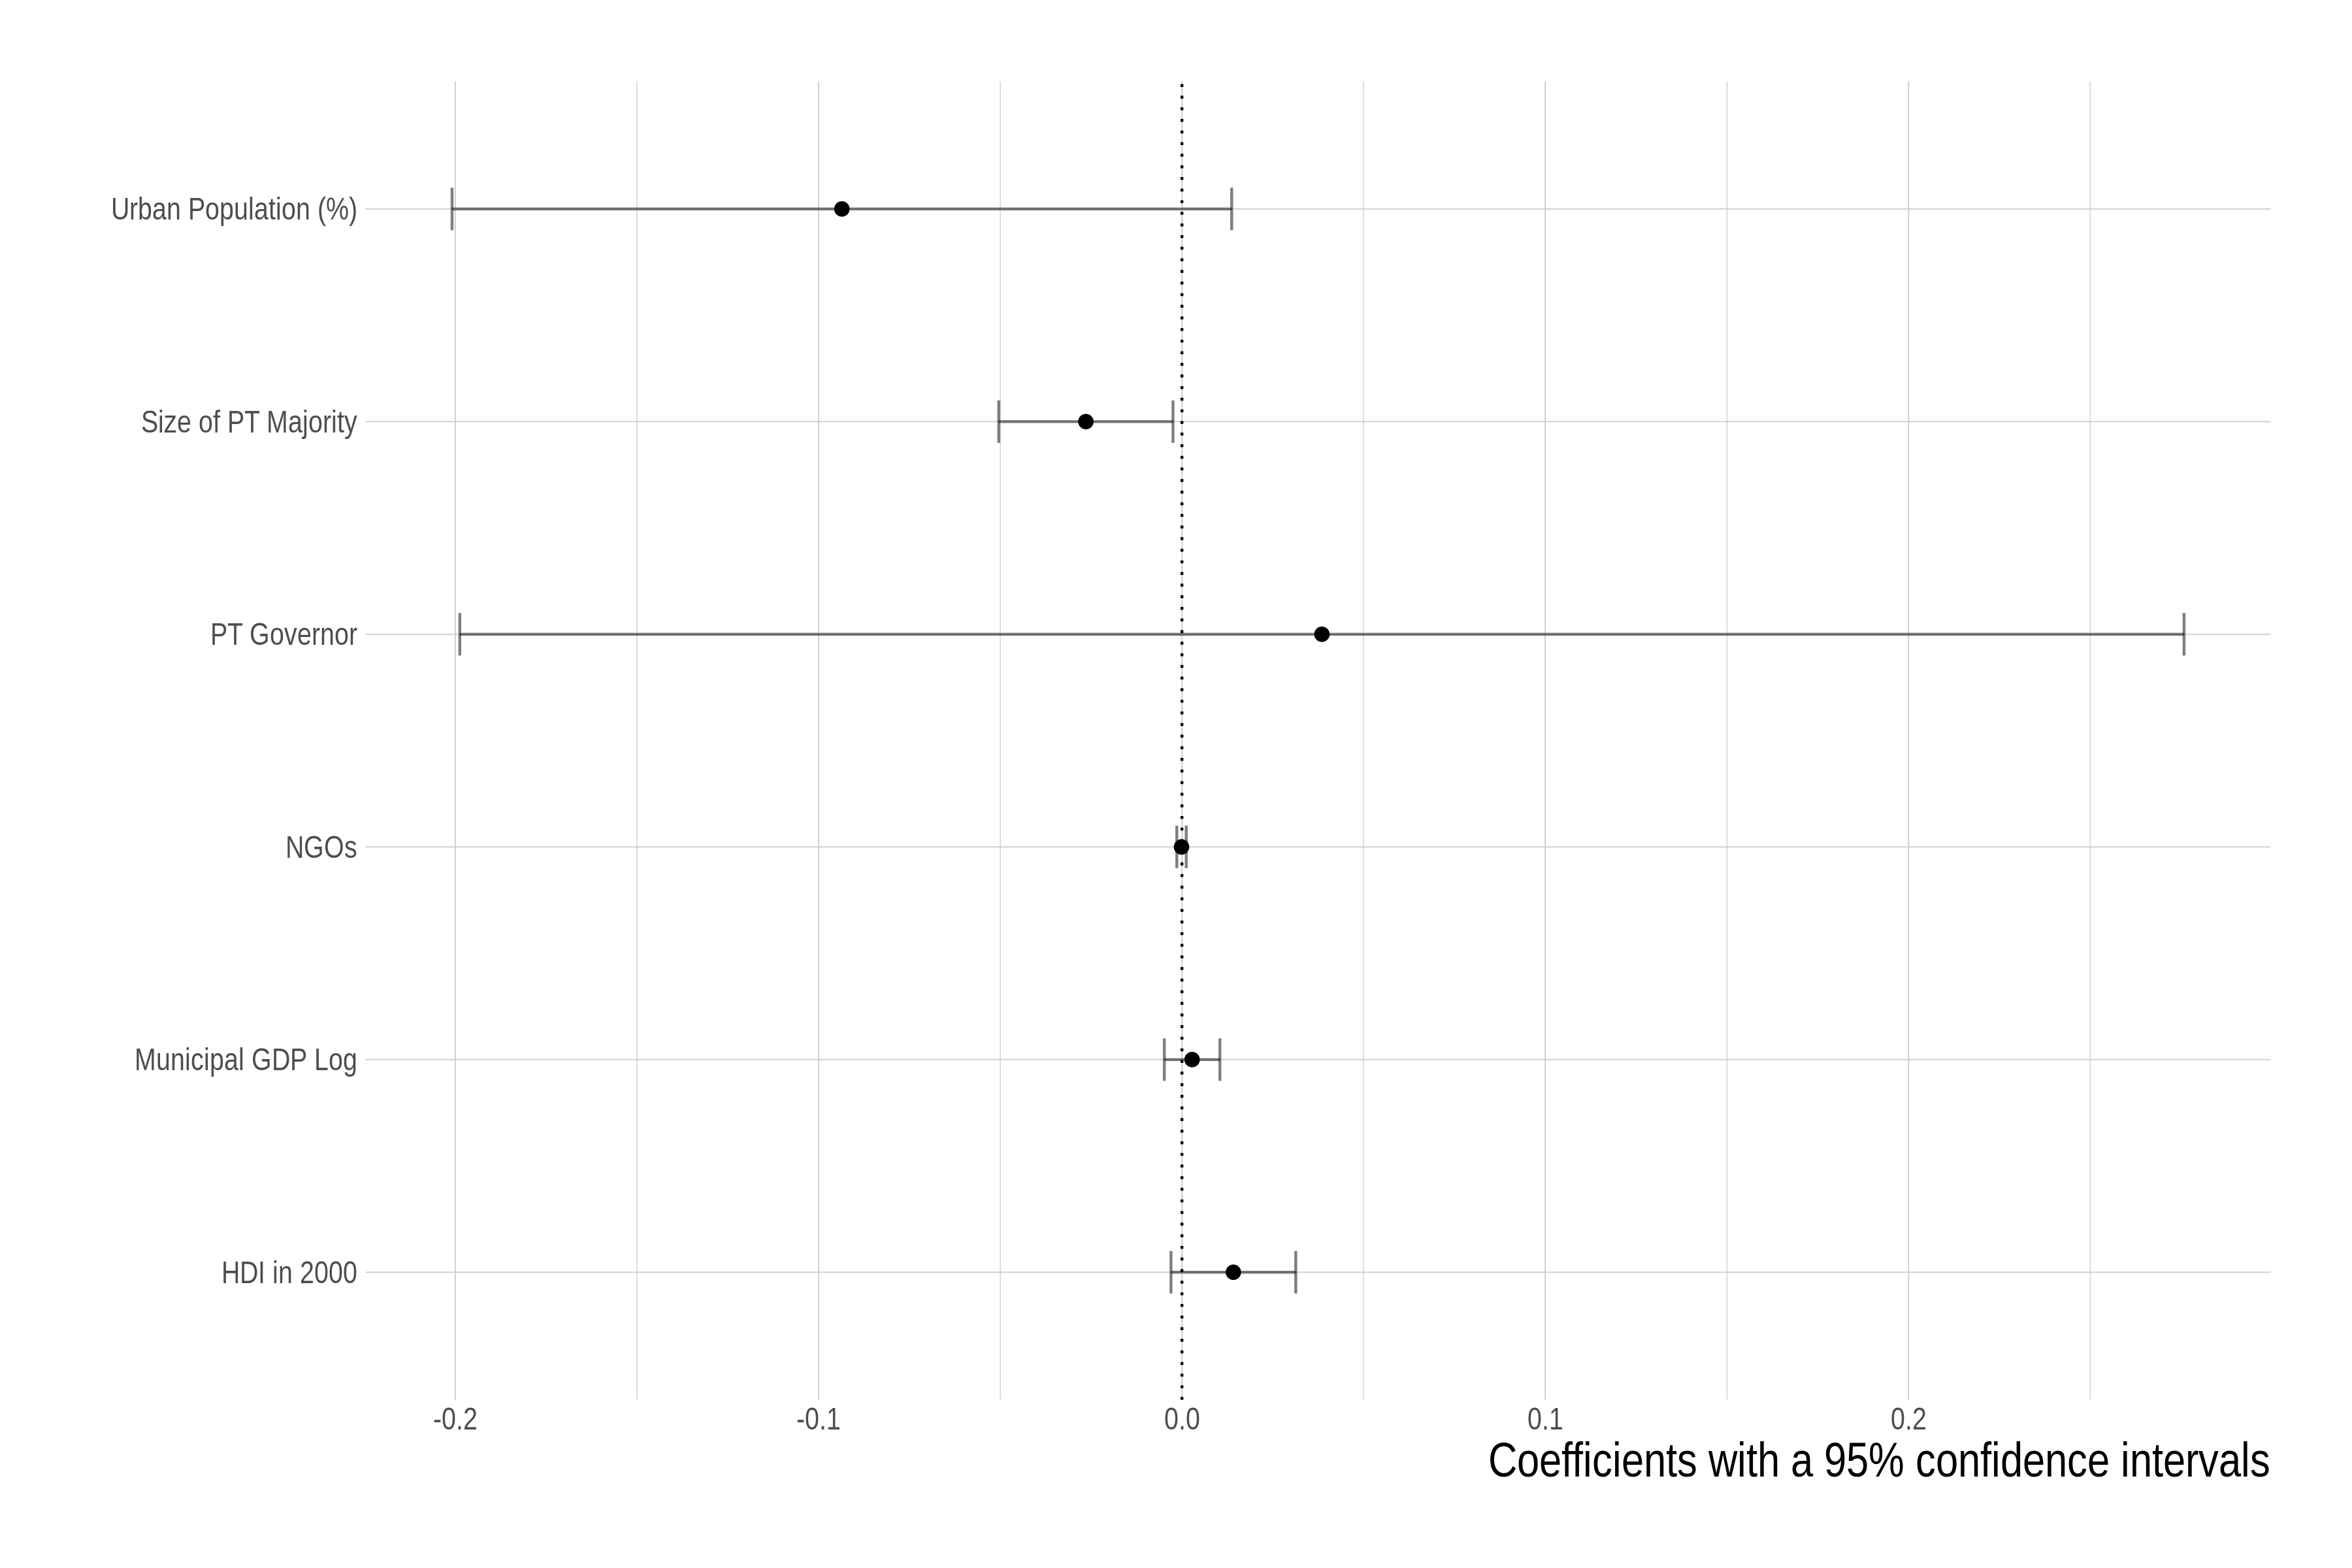 Urban Population (%)
Size of PT Majority
PT Governor
NGOs
Municipal GDP Log
HDI in 2000
-0.2 -0.1 0.0 0.1 0.2
Coefficients with a 95% confidence intervals